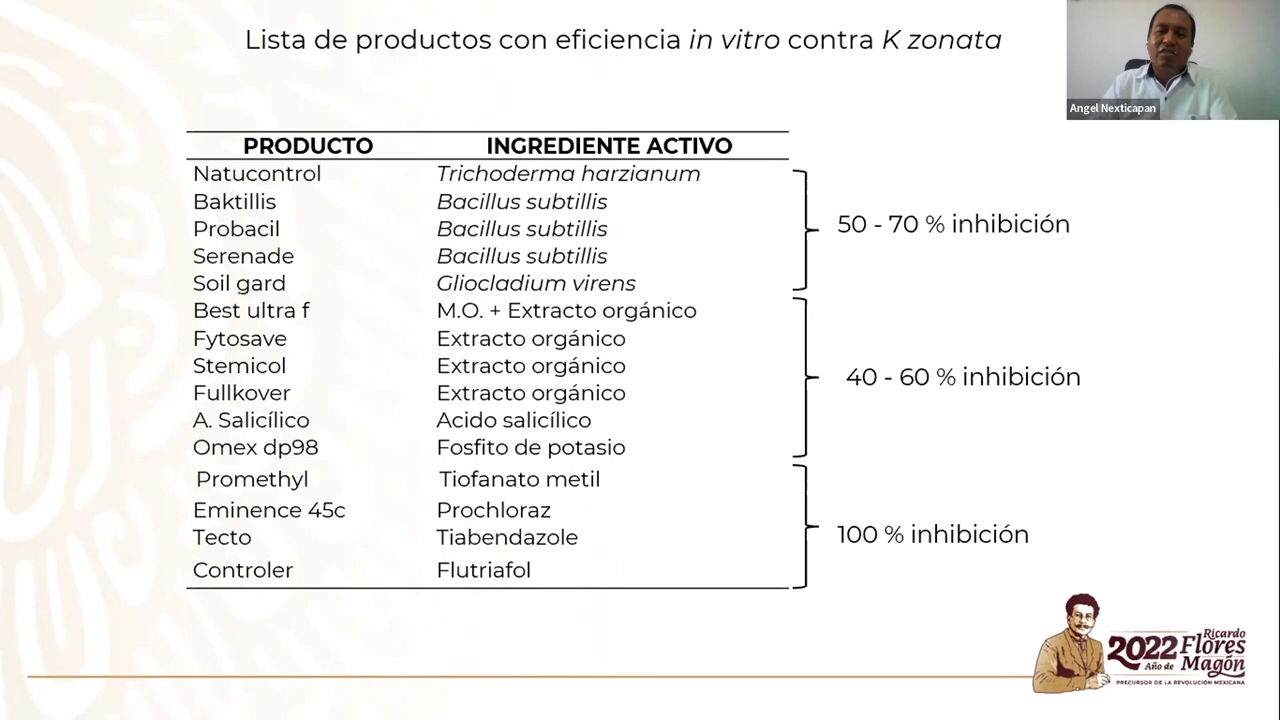 Lista de productos con eficiencia in vitro contra K zonata
Angel Nexticapan
PRODUCTO INGREDIENTE ACTIVO
Natucontrol Trichoderma harzianum
Baktillis Bacillus subtillis
Probacil Bacillus subtillis
Serenade Bacillus subtillis
Soil gard Gliocladium virens
50 - 70 % inhibición
Best ultra f M.O. + Extracto orgánico
Fytosave Extracto orgánico
Stemicol Extracto orgánico
Fullkover Extracto orgánico
A. Salicílico Acido salicílico
Omex dp98 Fosfito de potasio
40 - 60 % inhibición
Promethyl Tiofanato metil
Eminence 45c Prochloraz
Tecto Tiabendazole
Controler Flutriafol
100 % inhibición
2022 Ricardo
Flores
Año de Magón
PRECURSOR DE LA REVOLUCIÓN MEXICANA